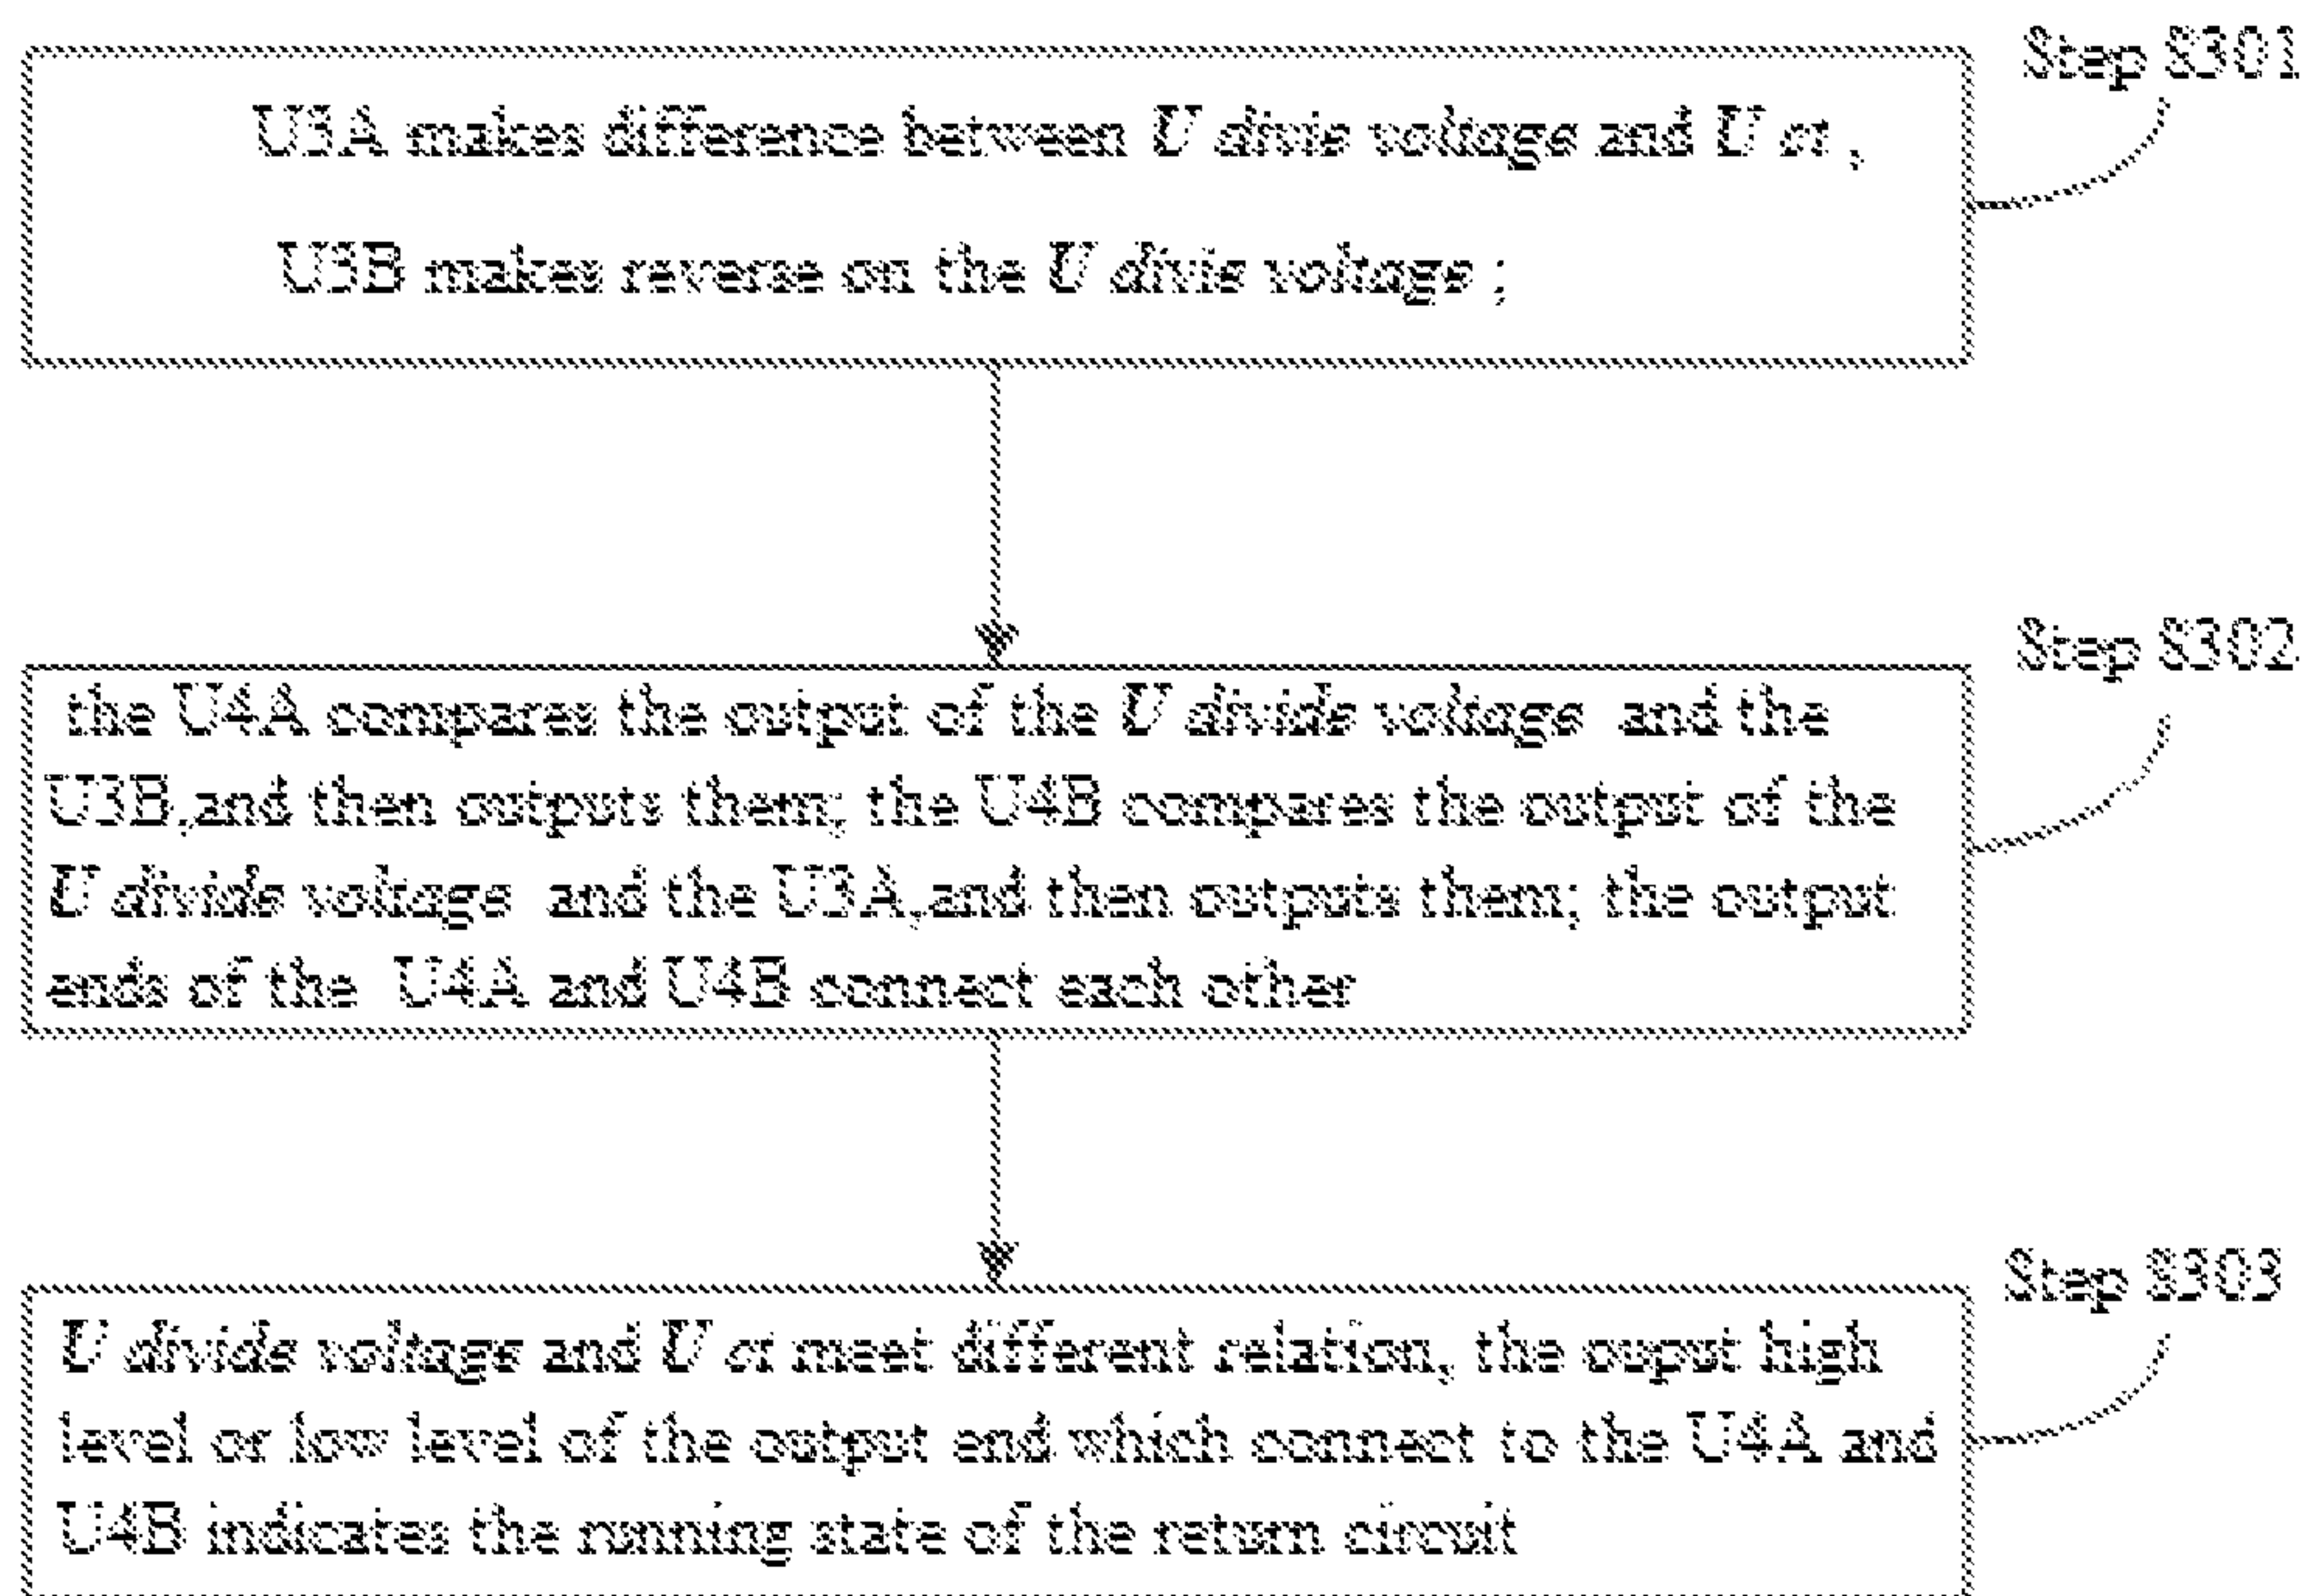 Step S301
U3A makes difference between U divis voltage and U ct ,
U3B makes reverse on the U divis voltage ;
Step S302
the U4A compares the output of the U divide voltage and the
U3B,and then outputs them; the U4B compares the output of the
U divide voltage and the U3A,and then outputs them; the output
ends of the U4A and U4B connect each other
Step S303
U divide voltage and U ct meet different relation, the ouput high
level or low level of the output end which connect to the U4A and
U4B indicates the running state of the return circuit